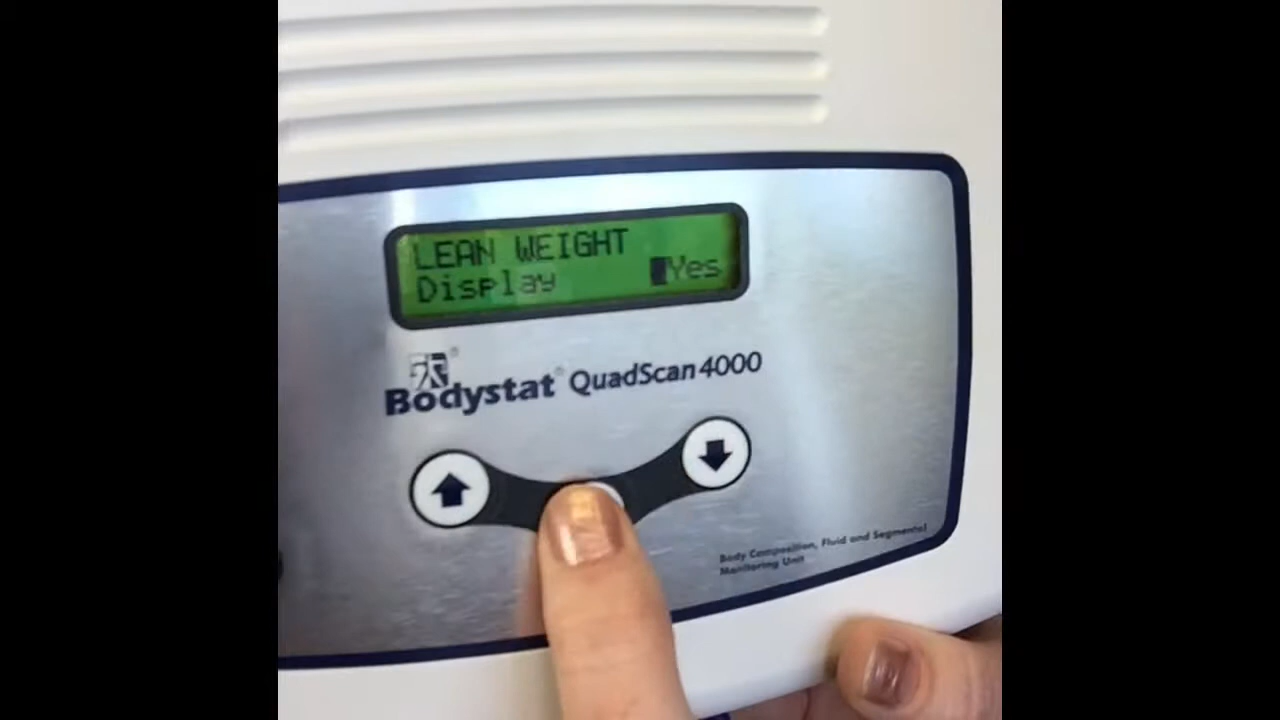 LEAN WEIGHT
Display Yes
Bodystat® QuadScan 4000
Body Composition, Fluid and Segmental
Monitoring Unit